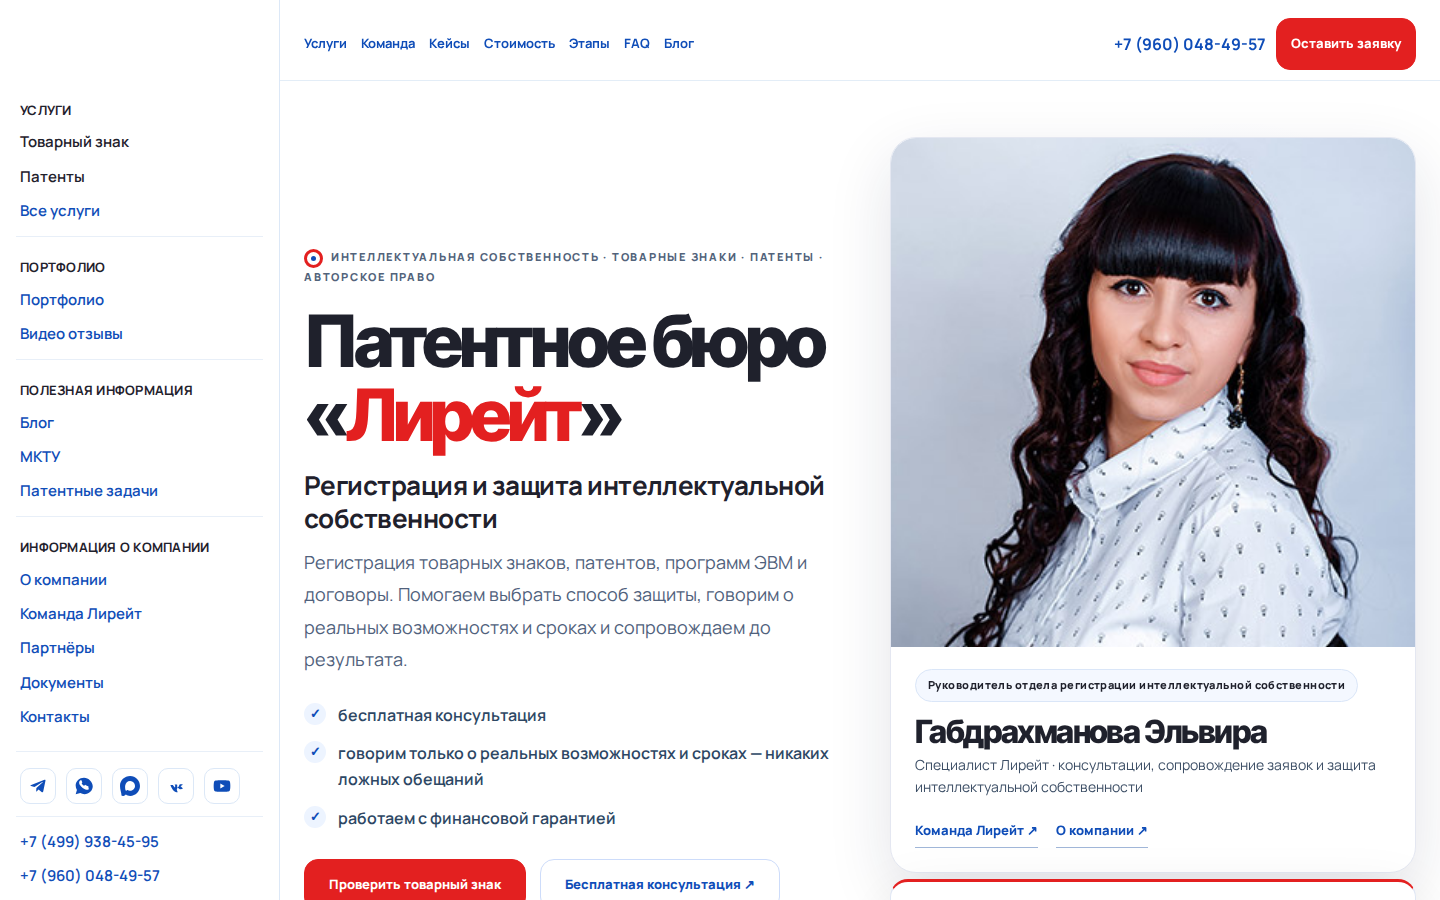 Услуги Команда Кейсы Стоимость Этапы FAQ Блог
+7 (960) 048-49-57
Оставить заявку
УСЛУГИ
Товарный знак
Патенты
Все услуги
ПОРТФОЛИО
Портфолио
Видео отзывы
ПОЛЕЗНАЯ ИНФОРМАЦИЯ
Блог
МКТУ
Патентные задачи
ИНФОРМАЦИЯ О КОМПАНИИ
О компании
Команда Лирейт
Партнёры
Документы
Контакты
+7 (499) 938-45-95
+7 (960) 048-49-57
ИНТЕЛЛЕКТУАЛЬНАЯ СОБСТВЕННОСТЬ · ТОВАРНЫЕ ЗНАКИ · ПАТЕНТЫ ·
АВТОРСКОЕ ПРАВО
Патентное бюро
«Лирейт»
Регистрация и защита интеллектуальной
собственности
Регистрация товарных знаков, патентов, программ ЭВМ и
договоры. Помогаем выбрать способ защиты, говорим о
реальных возможностях и сроках и сопровождаем до
результата.
✓ бесплатная консультация
✓ говорим только о реальных возможностях и сроках — никаких
ложных обещаний
✓ работаем с финансовой гарантией
Проверить товарный знак
Бесплатная консультация ↗
Руководитель отдела регистрации интеллектуальной собственности
Габдрахманова Эльвира
Специалист Лирейт · консультации, сопровождение заявок и защита
интеллектуальной собственности
Команда Лирейт ↗ О компании ↗